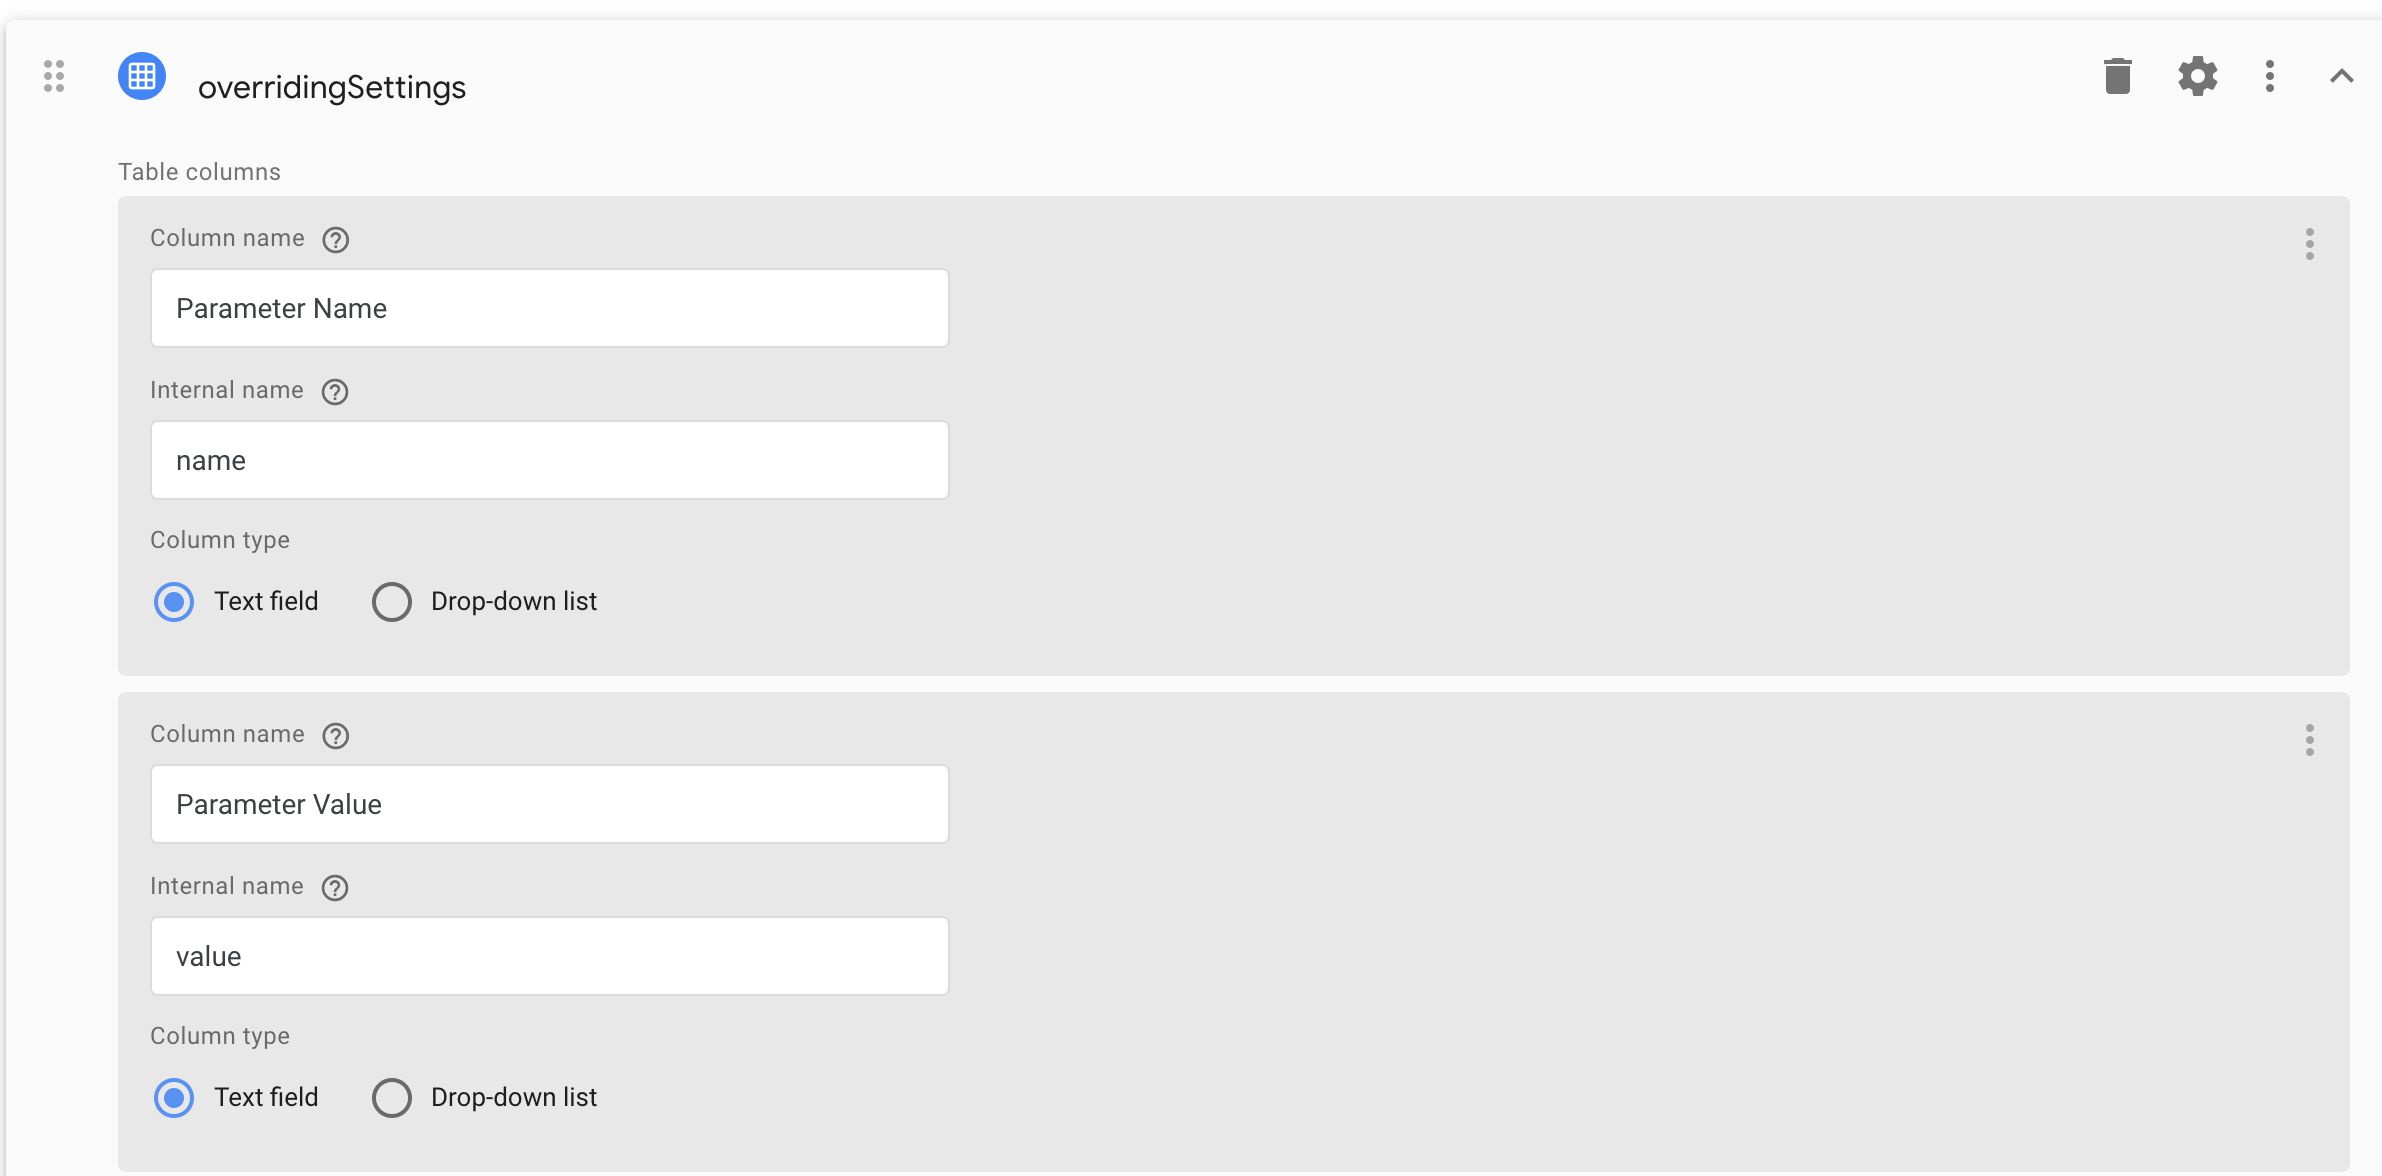 overridingSettings
Table columns
Column name
Parameter Name
Internal name
name
Column type
Text field Drop-down list
Column name
Parameter Value
Internal name
value
Column type
Text field Drop-down list